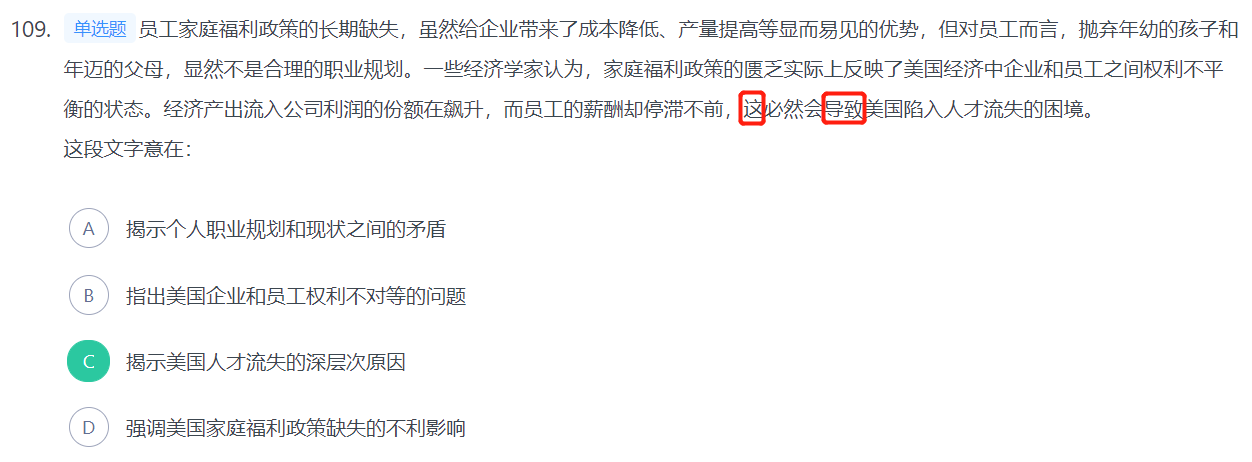 109. 单选题 员工家庭福利政策的长期缺失，虽然给企业带来了成本降低、产量提高等显而易见的优势，但对员工而言，抛弃年幼的孩子和
年迈的父母，显然不是合理的职业规划。一些经济学家认为，家庭福利政策的匮乏实际上反映了美国经济中企业和员工之间权利不平
衡的状态。经济产出流入公司利润的份额在飙升，而员工的薪酬却停滞不前，这必然会导致美国陷入人才流失的困境。
这段文字意在：
A 揭示个人职业规划和现状之间的矛盾
B 指出美国企业和员工权利不对等的问题
C 揭示美国人才流失的深层次原因
D 强调美国家庭福利政策缺失的不利影响